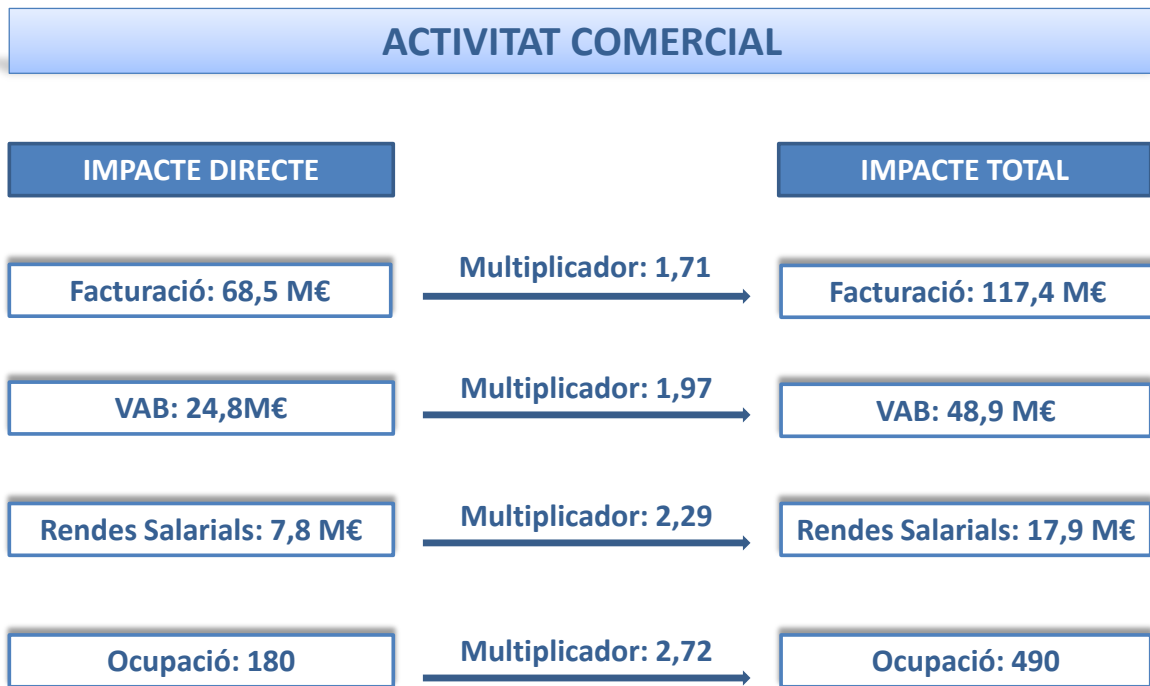 ACTIVITAT COMERCIAL
IMPACTE DIRECTE
IMPACTE TOTAL
Facturació: 68,5 M€
Multiplicador: 1,71
Facturació: 117,4 M€
VAB: 24,8M€
Multiplicador: 1,97
VAB: 48,9 M€
Rendes Salarials: 7,8 M€
Multiplicador: 2,29
Rendes Salarials: 17,9 M€
Ocupació: 180
Multiplicador: 2,72
Ocupació: 490